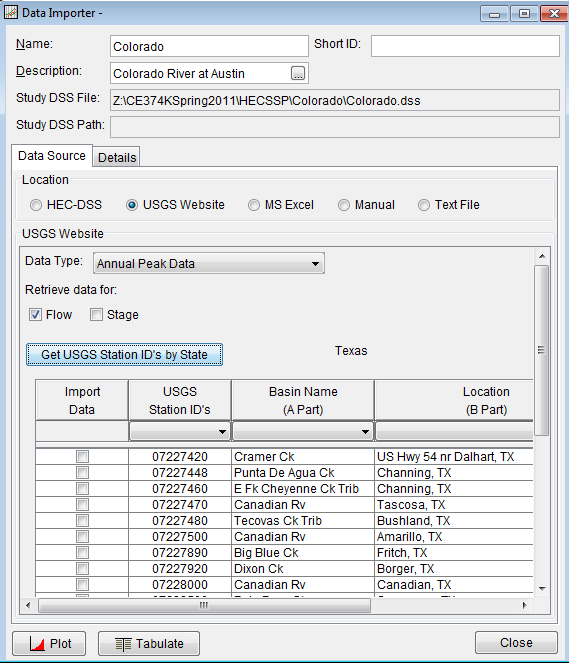 Data Importer -
Name: Colorado Short ID:
Description: Colorado River at Austin ...
Study DSS File: Z:\CE374KSpring2011\HECSSP\Colorado\Colorado.dss
Study DSS Path:
Data Source Details
Location
HEC-DSS USGS Website MS Excel Manual Text File
USGS Website
Data Type: Annual Peak Data
Retrieve data for:
Flow Stage
Get USGS Station ID's by State Texas
Import USGS Basin Name Location
Data Station ID's (A Part) (B Part)
07227420 Cramer Ck US Hwy 54 nr Dalhart, TX
07227448 Punta De Agua Ck Channing, TX
07227460 E Fk Cheyenne Ck Trib Channing, TX
07227470 Canadian Rv Tascosa, TX
07227480 Tecovas Ck Trib Bushland, TX
07227500 Canadian Rv Amarillo, TX
07227890 Big Blue Ck Fritch, TX
07227920 Dixon Ck Borger, TX
07228000 Canadian Rv Canadian, TX
Plot Tabulate Close